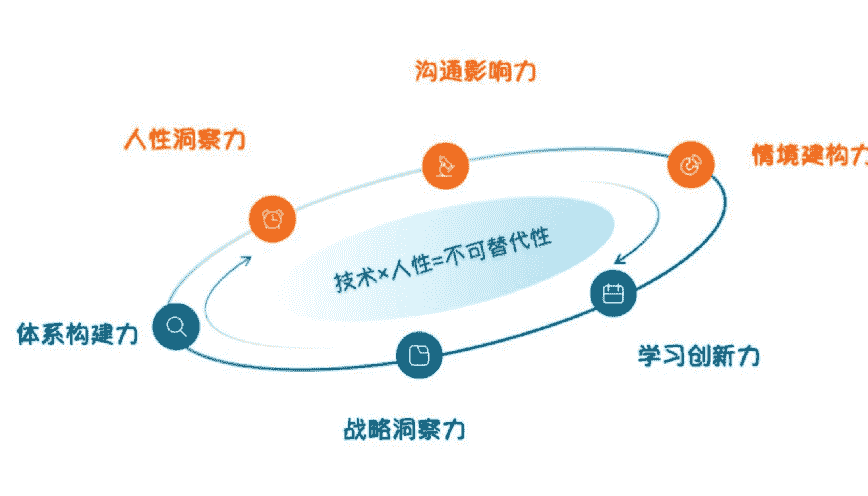 沟通影响力
人性洞察力
情境建构力
技术×人性=不可替代性
体系构建力
学习创新力
战略洞察力